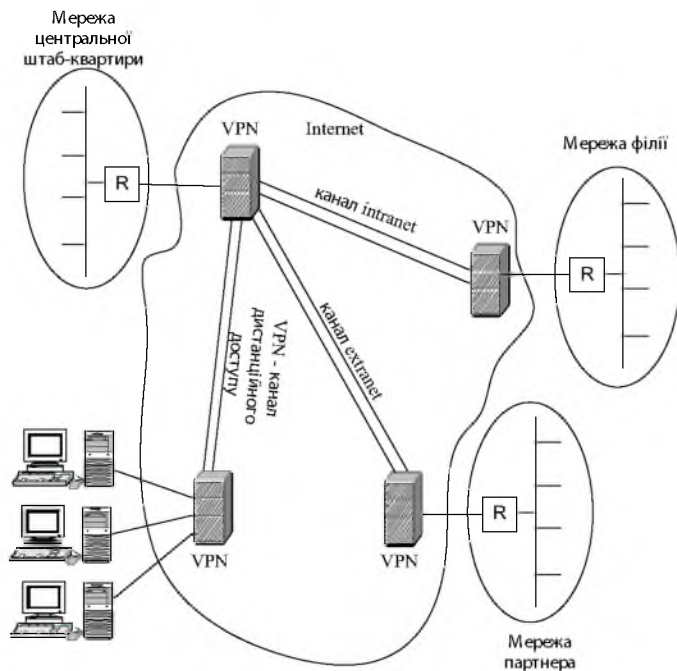 Мережа
центральної
штаб-квартири
VPN
Internet
Мережа філії
R
канал intranet
VPN
R
VPN - канал
дистанційного
доступу
канал extranet
R
VPN
VPN
Мережа
партнера